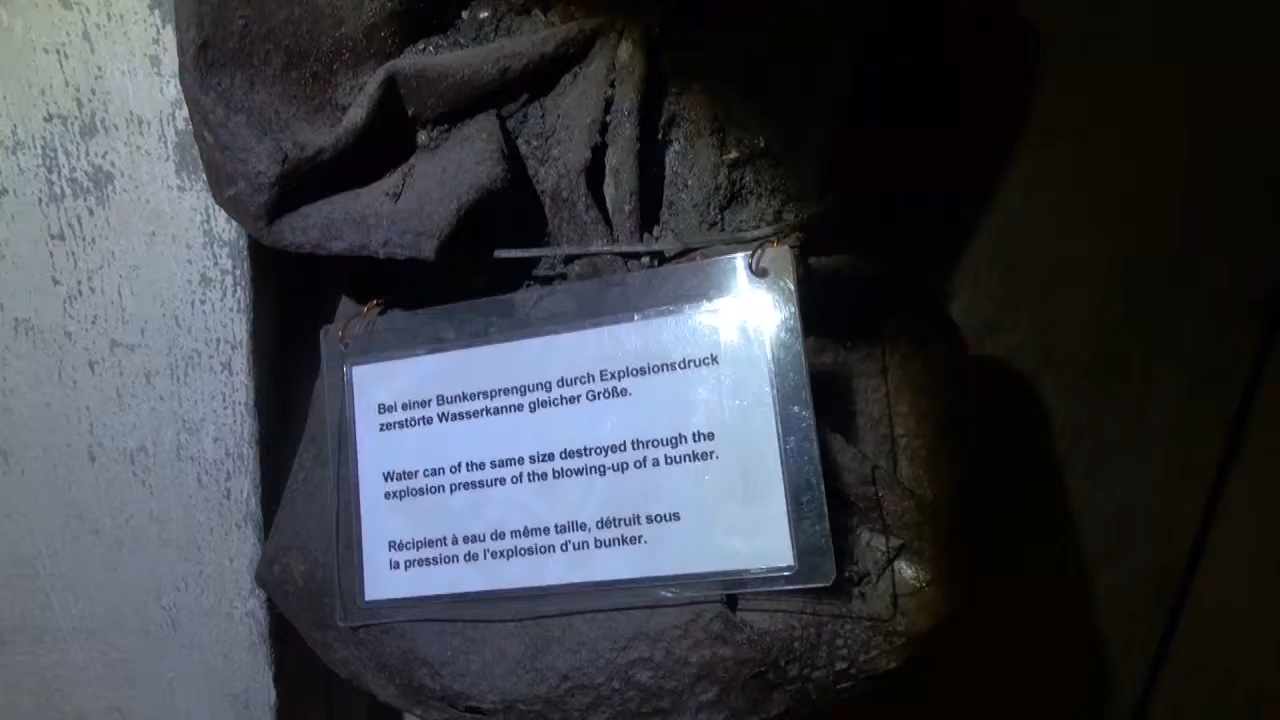 Bei einer Bunkersprengung durch Explosionsdruck
zerstörte Wasserkanne gleicher Größe.
Water can of the same size destroyed through the
explosion pressure of the blowing-up of a bunker.
Récipient à eau de même taille, détruit sous
la pression de l'explosion d'un bunker.